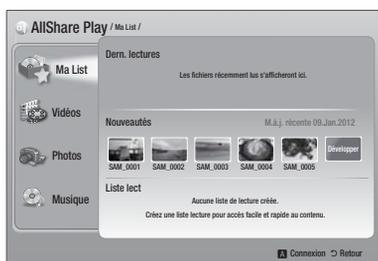 AllShare Play / Ma List /
Ma List
Vidéos
Photos
Musique
Dern. lectures
Les fichiers récemment lus s'afficheront ici.
Nouveautés
M.à.j. récente 09.Jan.2012
SAM_0001 SAM_0002 SAM_0003 SAM_0004 SAM_0005 Développer
Liste lect
Aucune liste de lecture créée.
Créez une liste lecture pour accès facile et rapide au contenu.
A Connexion Retour